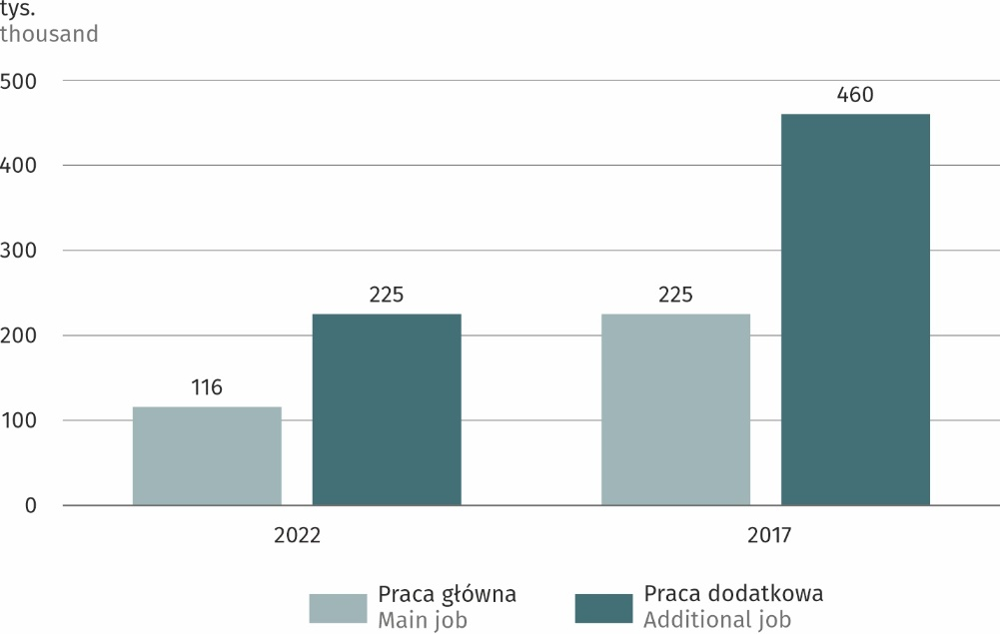 tys.
thousand
500
460
400
300
225
225
200
116
100
0
2022
2017
Praca główna
Main job
Praca dodatkowa
Additional job